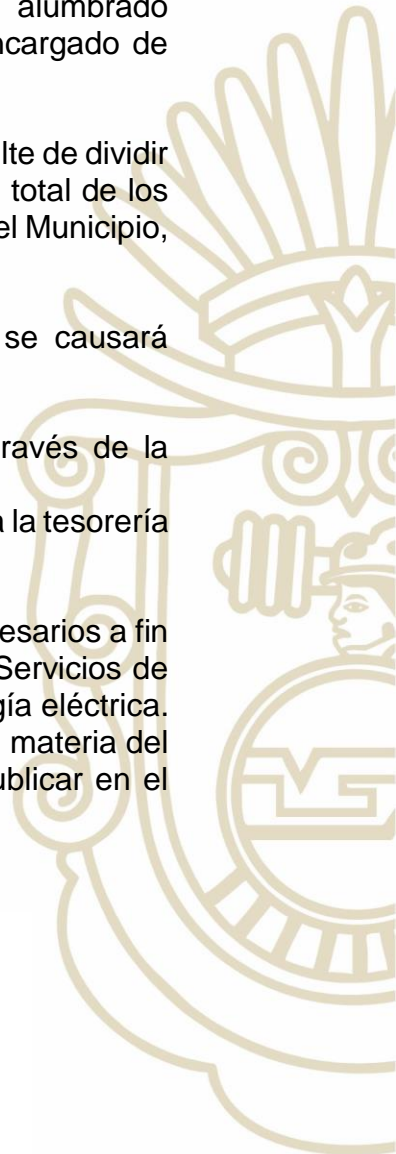 alumbrado
ncargado de
lte de dividir
total de los
el Municipio,
se causará
ravés de la
a la tesorería
esarios a fin
Servicios de
gía eléctrica.
materia del
ublicar en el